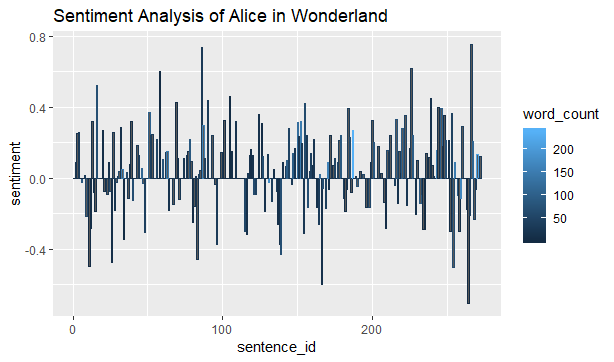 Sentiment Analysis of Alice in Wonderland
0.8
0.4
0.0
-0.4
sentiment
0
100
200
sentence_id
word_count
200
150
100
50